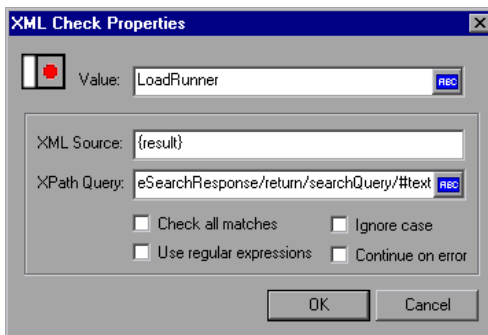 XML Check Properties
Value: LoadRunner ABC
XML Source: {result}
XPath Query: eSearchResponse/return/searchQuery/#text ABC
Check all matches Ignore case
Use regular expressions Continue on error
OK Cancel